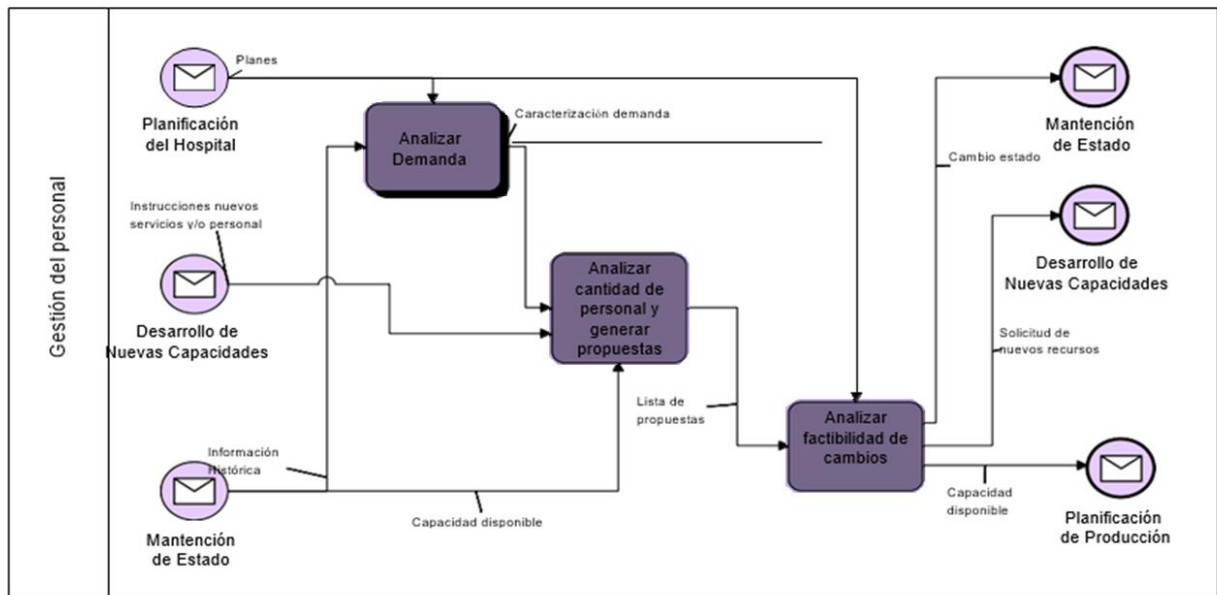 Gestión del personal
Planes
Planificación
del Hospital
Analizar
Demanda
Caracterización demanda
Mantención
de Estado
Cambio estado
Instrucciones nuevos
servicios y/o personal
Desarrollo de
Nuevas Capacidades
Analizar
cantidad de
personal y
generar
propuestas
Desarrollo de
Nuevas Capacidades
Solicitud de
nuevos recursos
Lista de
propuestas
Analizar
factibilidad de
cambios
Información
Histórica
Capacidad disponible
Mantención
de Estado
Capacidad
disponible
Planificación
de Producción